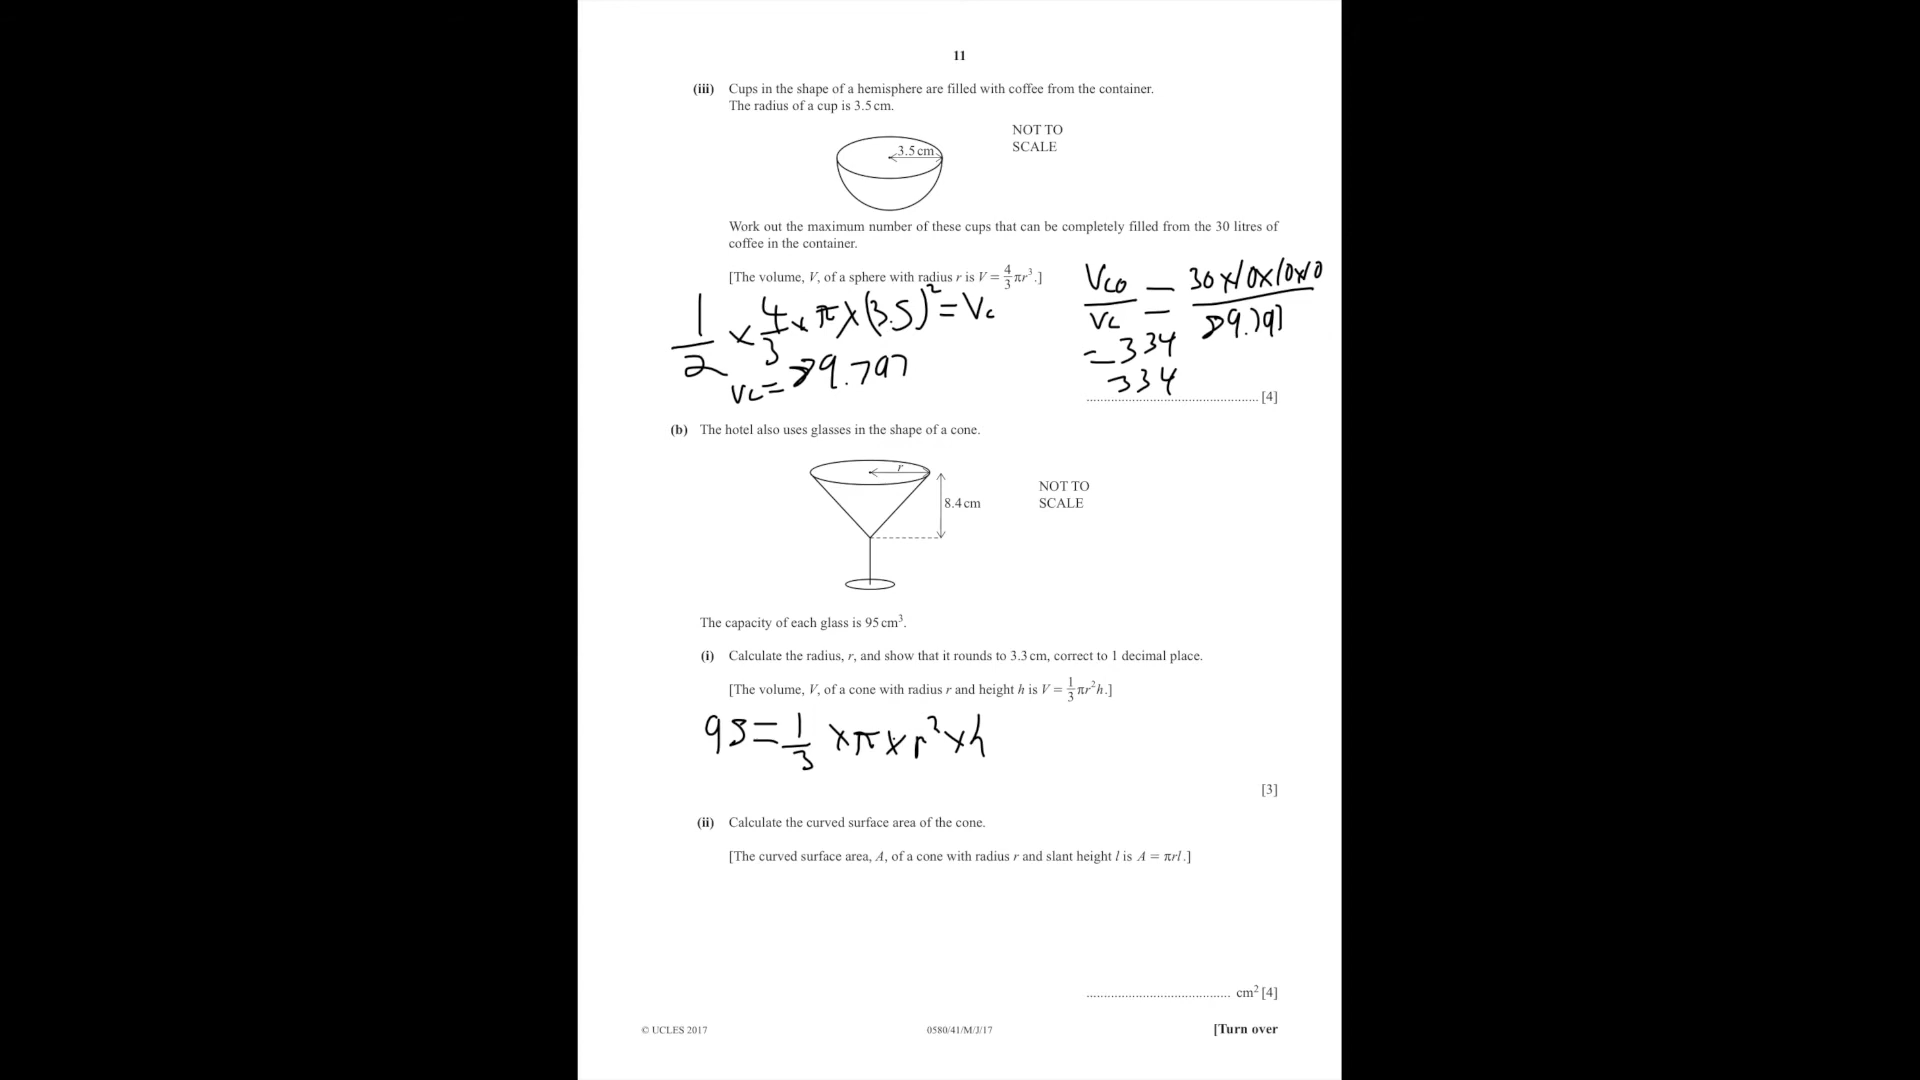 11
(iii) Cups in the shape of a hemisphere are filled with coffee from the container.
The radius of a cup is 3.5 cm.
NOT TO
SCALE
3.5 cm
Work out the maximum number of these cups that can be completely filled from the 30 litres of
coffee in the container.
[The volume, V, of a sphere with radius r is V = 4/3 πr³.]
1/2 × 4/3 × π × (3.5)² = Vc
Vc = 89.797
Vco/Vc = 30×10×10×10/89.797
= 334
334
[4]
(b) The hotel also uses glasses in the shape of a cone.
r
8.4 cm
NOT TO
SCALE
The capacity of each glass is 95 cm³.
(i) Calculate the radius, r, and show that it rounds to 3.3 cm, correct to 1 decimal place.
[The volume, V, of a cone with radius r and height h is V = 1/3 πr²h.]
95 = 1/3 × π × r² × h
[3]
(ii) Calculate the curved surface area of the cone.
[The curved surface area, A, of a cone with radius r and slant height l is A = πrl.]
cm² [4]
© UCLES 2017
0580/41/M/J/17
[Turn over